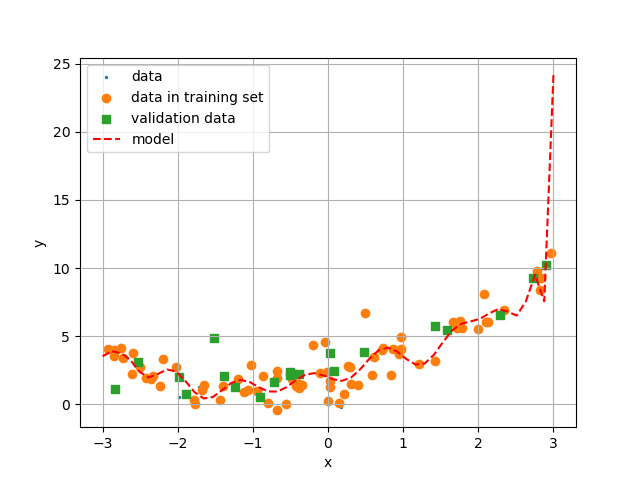 data
data in training set
validation data
model
25
20
15
10
5
0
y
−3
−2
−1
0
1
2
3
x